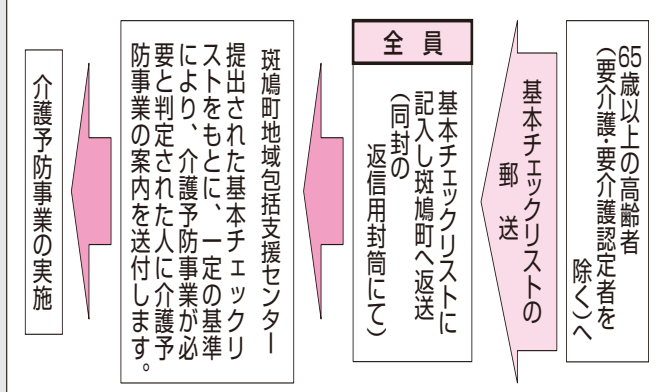 65歳以上の高齢者
（要介護・要介護認定者を
除く）へ
基本チェックリストの
郵送
全員
基本チェックリストに
記入し斑鳩町へ返送
（同封の
返信用封筒にて）
斑鳩町地域包括支援センター
提出された基本チェックリ
ストをもとに、一定の基準
により、介護予防事業が必
要と判定された人に介護予
防事業の案内を送付します。
介護予防事業の実施